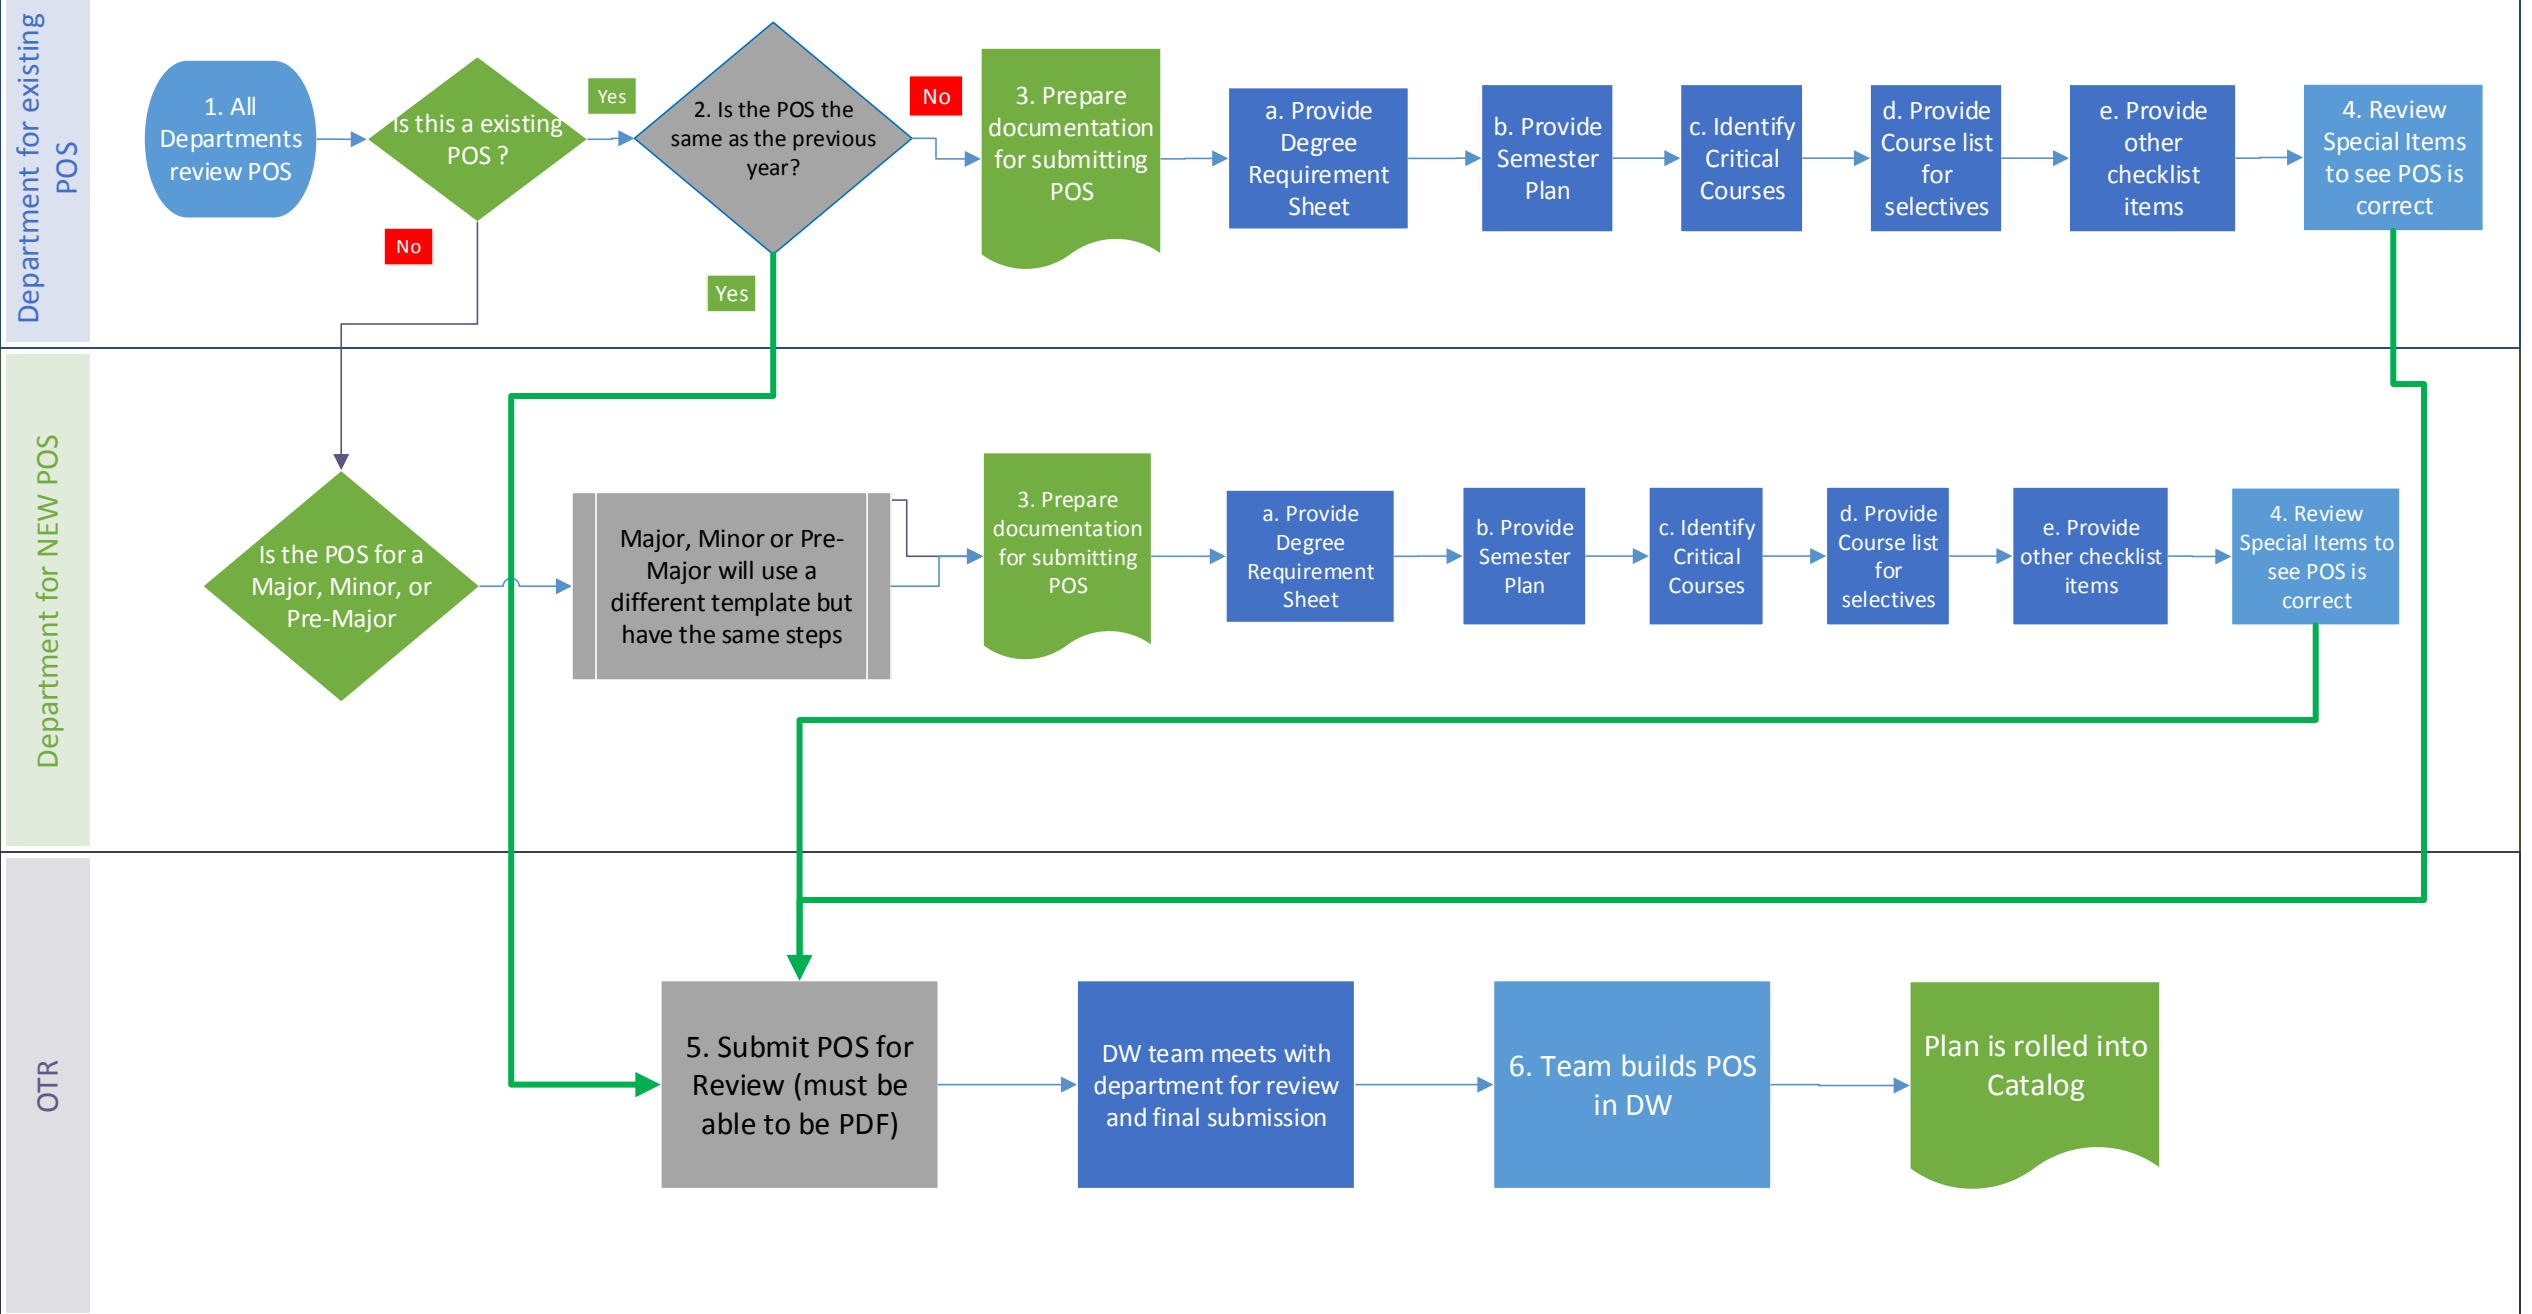 Department for existing
POS
1. All
Departments
review POS
Is this a existing
POS ?
Yes
No
2. Is the POS the
same as the previous
year?
No
Yes
3. Prepare
documentation
for submitting
POS
a. Provide
Degree
Requirement
Sheet
b. Provide
Semester
Plan
c. Identify
Critical
Courses
d. Provide
Course list
for
selectives
e. Provide
other
checklist
items
4. Review
Special Items
to see POS is
correct
Department for NEW POS
Is the POS for a
Major, Minor, or
Pre-Major
Major, Minor or Pre-
Major will use a
different template but
have the same steps
3. Prepare
documentation
for submitting
POS
a. Provide
Degree
Requirement
Sheet
b. Provide
Semester
Plan
c. Identify
Critical
Courses
d. Provide
Course list
for
selectives
e. Provide
other checklist
items
4. Review
Special Items to
see POS is
correct
OTR
5. Submit POS for
Review (must be
able to be PDF)
DW team meets with
department for review
and final submission
6. Team builds POS
in DW
Plan is rolled into
Catalog